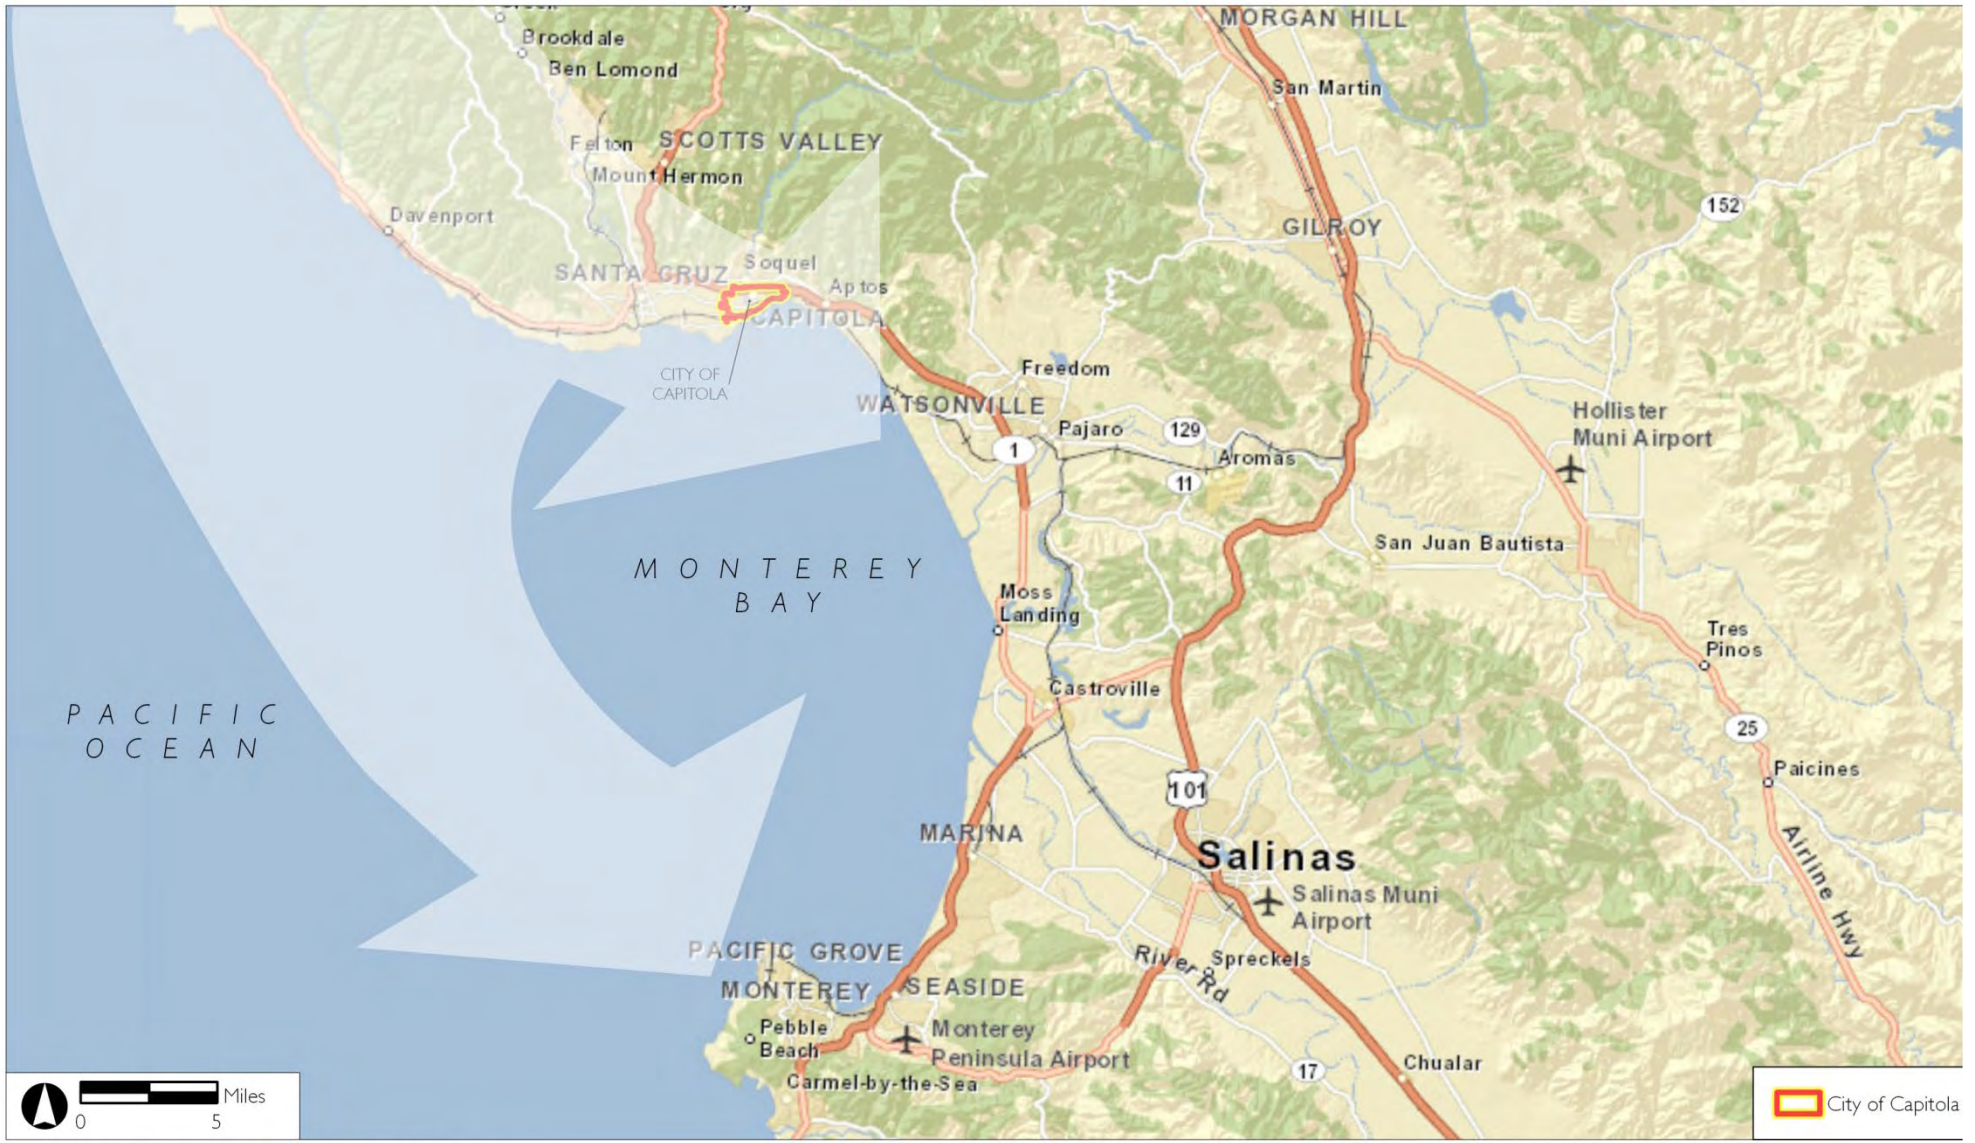 MORGAN HILL
Brookdale
Ben Lomond
San Martin
Felton
SCOTTS VALLEY
Mount Hermon
152
Davenport
GILROY
SANTA CRUZ
Soquel
Aptos
CAPITOLA
CITY OF
CAPITOLA
Freedom
WATSONVILLE
Pajaro
129
1
Aromas
11
Hollister
Muni Airport
San Juan Bautista
MONTEREY
BAY
Moss
Landing
Tres
Pinos
Castroville
PACIFIC
OCEAN
25
Paicines
101
MARINA
Airline Hwy
Salinas
Salinas Muni
Airport
PACIFIC GROVE
River Rd
Spreckels
MONTEREY
SEASIDE
Pebble
Beach
Monterey
Peninsula Airport
Carmel-by-the-Sea
17
Chualar
Miles
0 5
City of Capitola